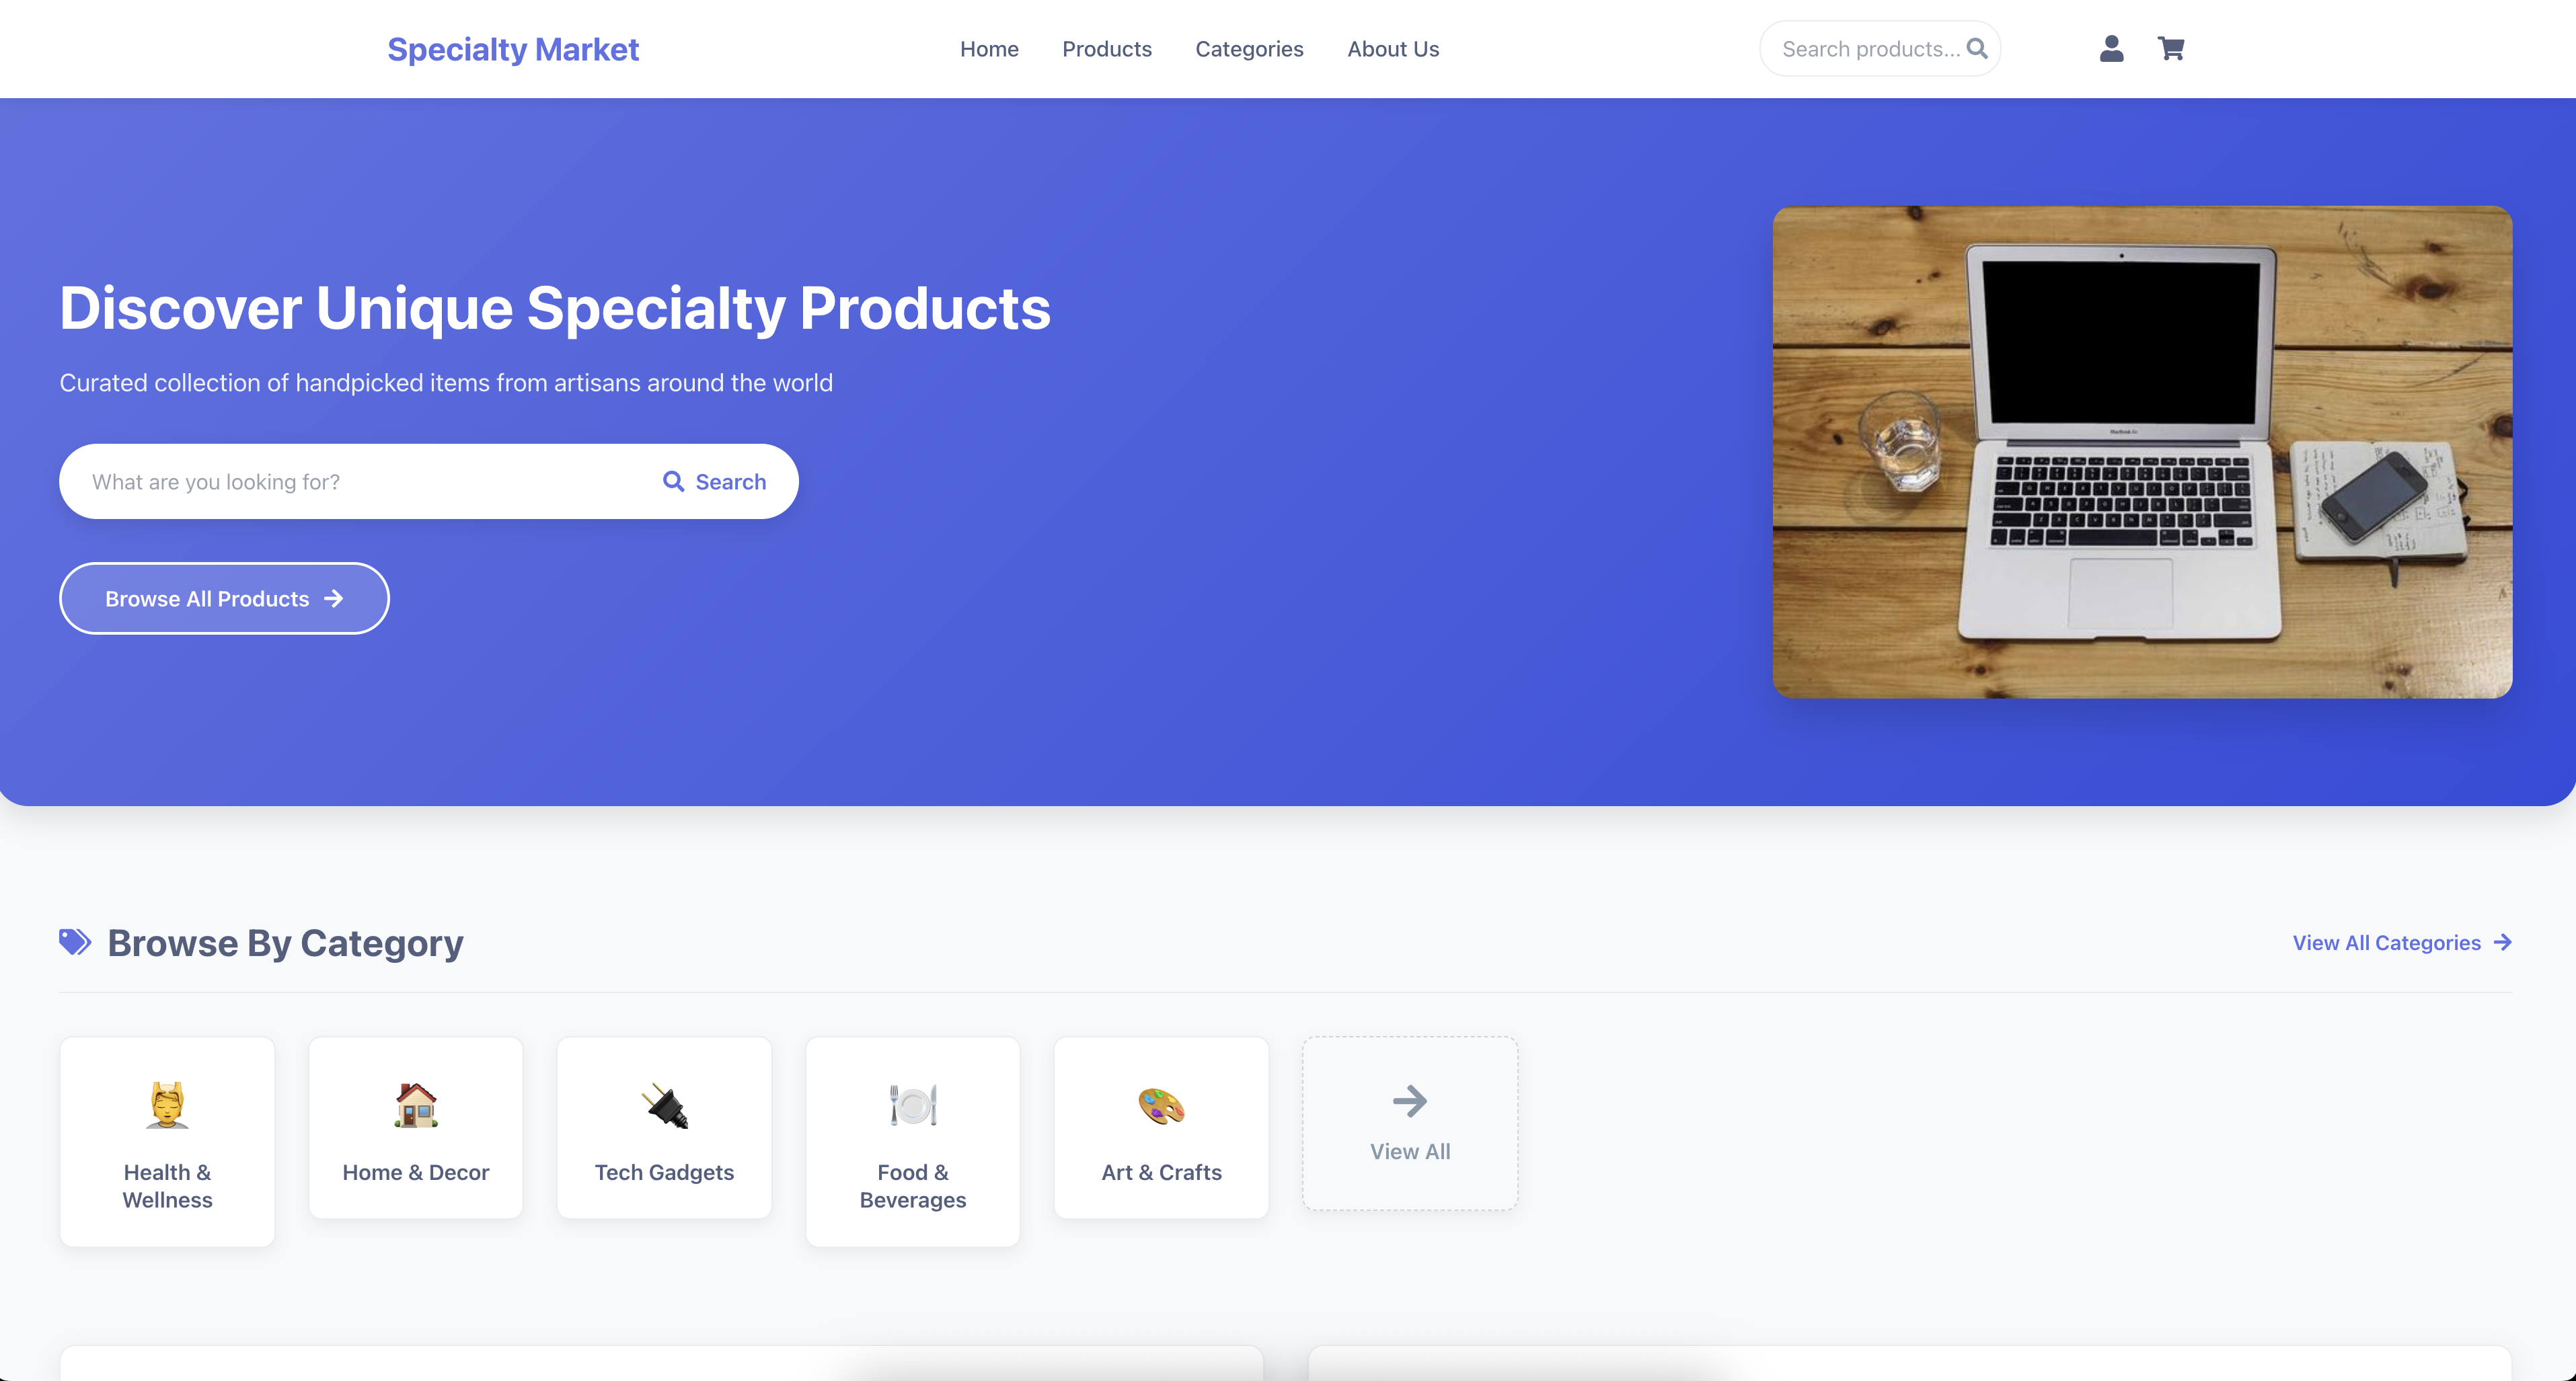 Specialty Market
Home
Products
Categories
About Us
Search products...
Discover Unique Specialty Products
Curated collection of handpicked items from artisans around the world
What are you looking for?
Search
Browse All Products
Browse By Category
View All Categories
Health &
Wellness
Home & Decor
Tech Gadgets
Food &
Beverages
Art & Crafts
View All